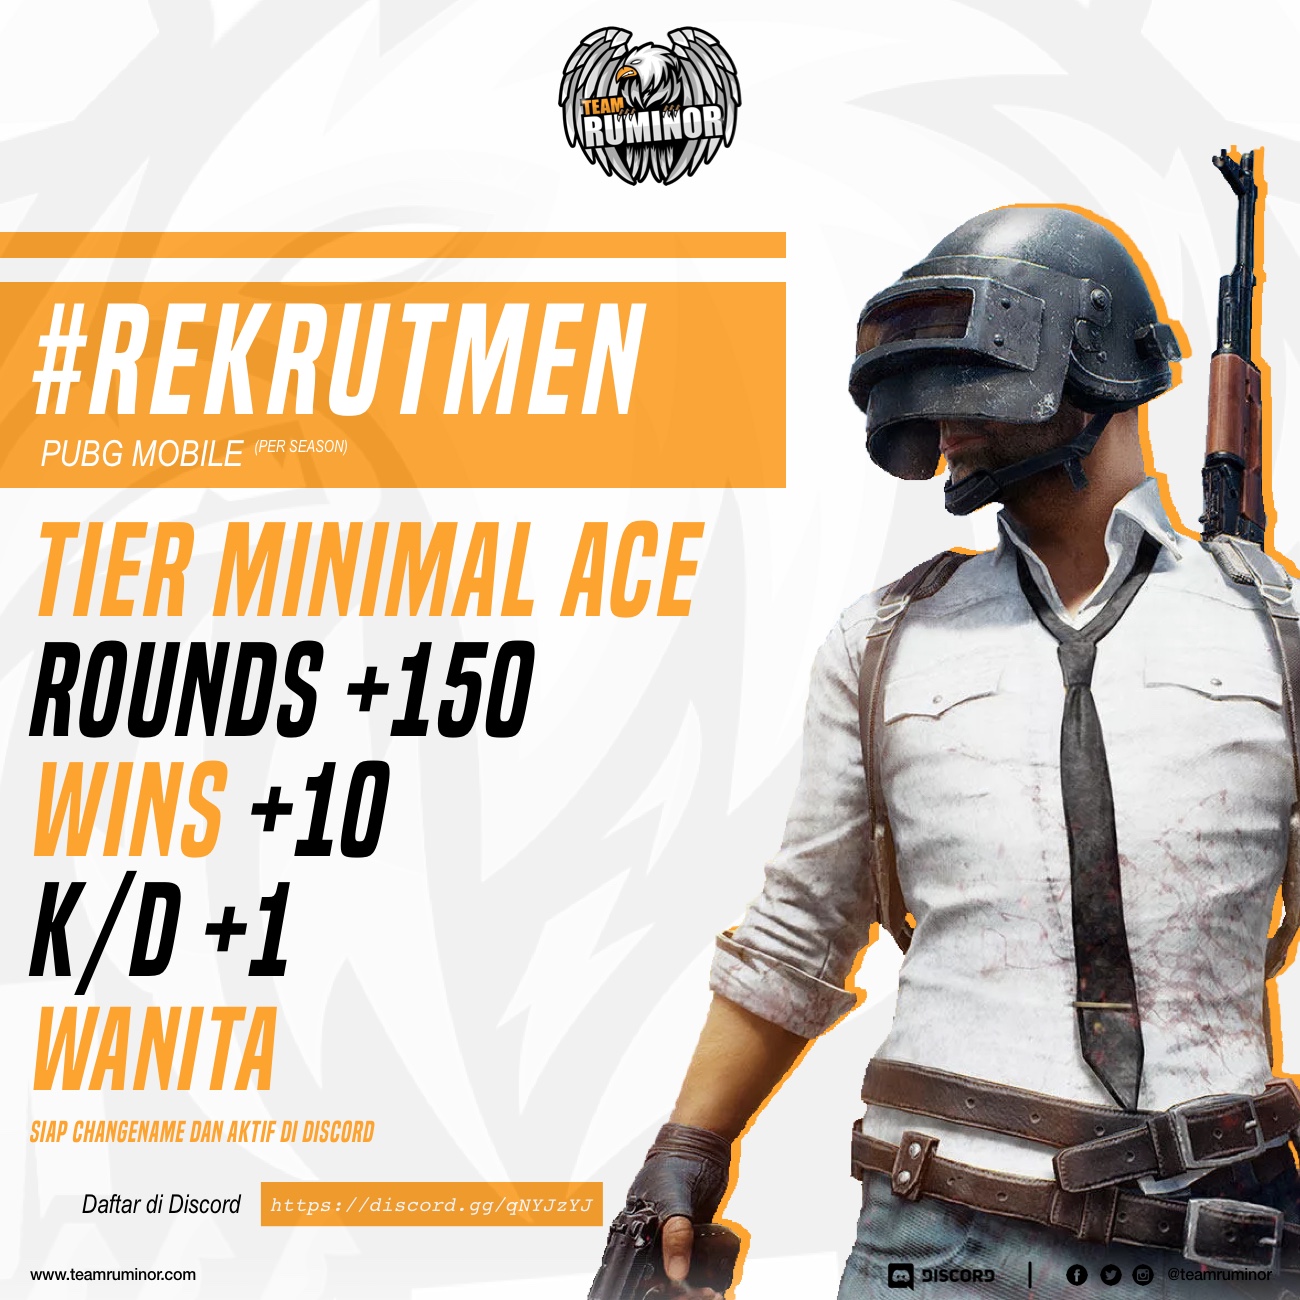 TEAM
RUMINOR
#REKRUTMEN
PUBG MOBILE (PER SEASON)
TIER MINIMAL ACE
ROUNDS +150
WINS +10
K/D +1
WANITA
SIAP CHANGENAME DAN AKTIF DI DISCORD
Daftar di Discord https://discord.gg/qNYJzYJ
www.teamruminor.com
DISCORD | @teamruminor